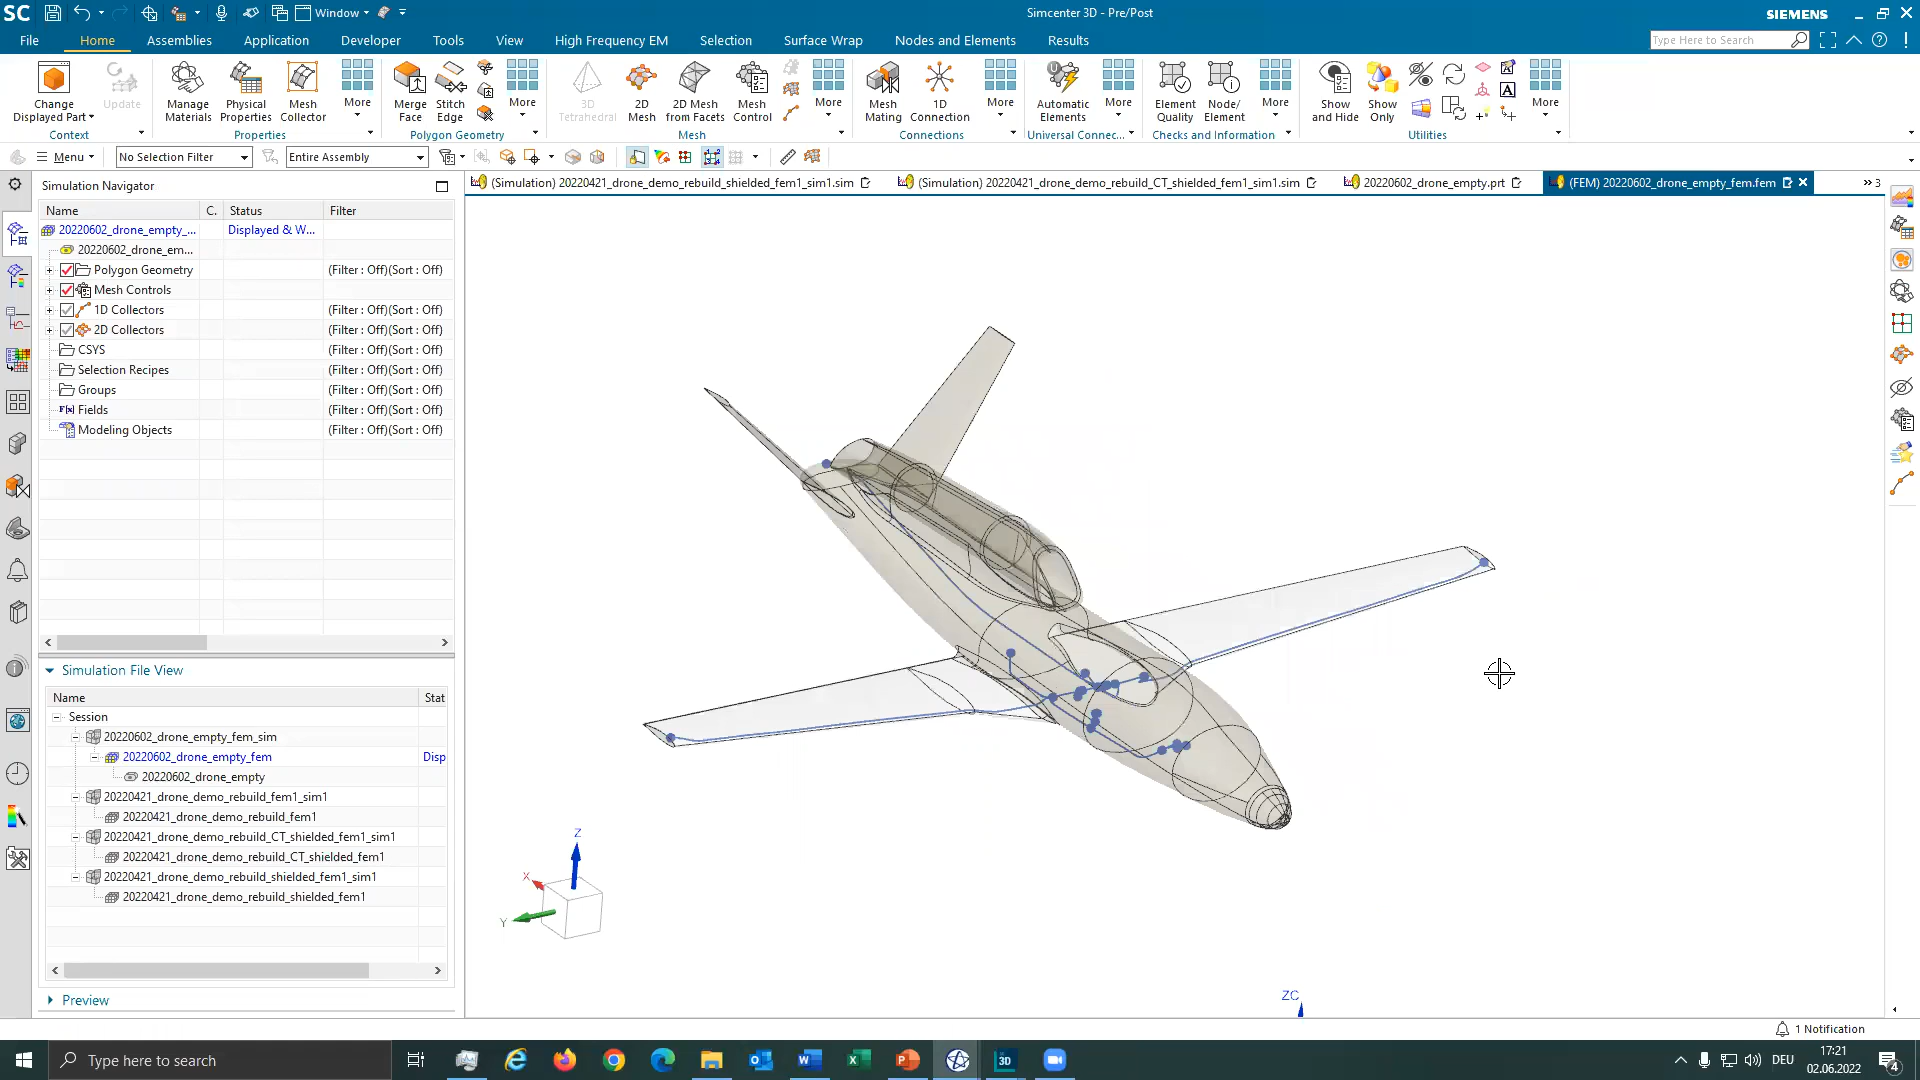 SC Window Simcenter 3D - Pre/Post SIEMENS
File Home Assemblies Application Developer Tools View High Frequency EM Selection Surface Wrap Nodes and Elements Results Type Here to Search
Change Displayed Part
Update
Context
Manage Materials
Physical Properties
Mesh Collector
More
Properties
Merge Face
Stitch Edge
More
Polygon Geometry
3D Tetrahedral
2D Mesh
2D Mesh from Facets
Mesh Control
More
Mesh
Mesh Mating
1D Connection
More
Connections
Automatic Elements
More
Universal Connec...
Element Quality
Node/ Element
More
Checks and Information
Show and Hide
Show Only
More
Utilities
Menu No Selection Filter Entire Assembly
Simulation Navigator
Name C. Status Filter
20220602_drone_empty_... Displayed & W...
20220602_drone_em...
Polygon Geometry (Filter : Off)(Sort : Off)
Mesh Controls
1D Collectors (Filter : Off)(Sort : Off)
2D Collectors (Filter : Off)(Sort : Off)
CSYS (Filter : Off)(Sort : Off)
Selection Recipes (Filter : Off)(Sort : Off)
Groups (Filter : Off)(Sort : Off)
Fields (Filter : Off)(Sort : Off)
Modeling Objects (Filter : Off)(Sort : Off)
Simulation File View
Name Stat
Session
20220602_drone_empty_fem_sim
20220602_drone_empty_fem Disp
20220602_drone_empty
20220421_drone_demo_rebuild_fem1_sim1
20220421_drone_demo_rebuild_fem1
20220421_drone_demo_rebuild_CT_shielded_fem1_sim1
20220421_drone_demo_rebuild_CT_shielded_fem1
20220421_drone_demo_rebuild_shielded_fem1_sim1
20220421_drone_demo_rebuild_shielded_fem1
Preview
(Simulation) 20220421_drone_demo_rebuild_shielded_fem1_sim1.sim (Simulation) 20220421_drone_demo_rebuild_CT_shielded_fem1_sim1.sim 20220602_drone_empty.prt (FEM) 20220602_drone_empty_fem.fem 3
Z
X
Y
ZC
1 Notification
Type here to search
3D
DEU
17:21
02.06.2022
4